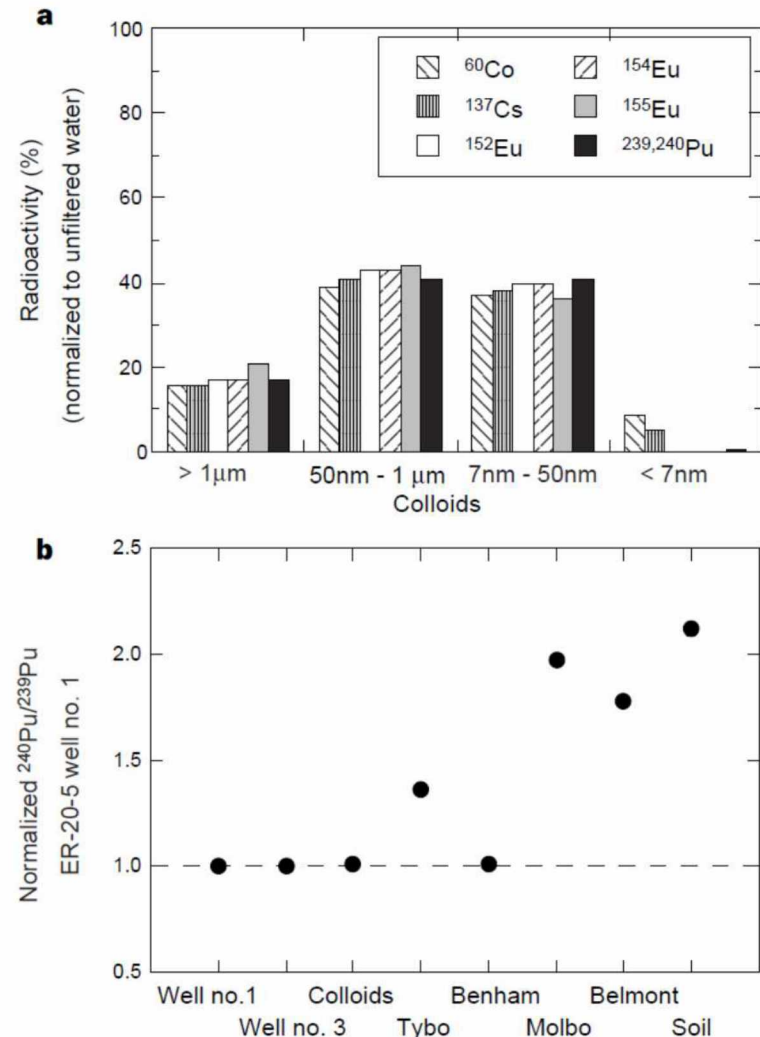 a
100
80
60
40
20
0
Radioactivity (%)
(normalized to unfiltered water)
⁶⁰Co
¹⁵⁴Eu
¹³⁷Cs
¹⁵⁵Eu
¹⁵²Eu
²³⁹,²⁴⁰Pu
> 1μm
50nm - 1 μm
7nm - 50nm
< 7nm
Colloids
b
2.5
2.0
1.5
1.0
0.5
Normalized ²⁴⁰Pu/²³⁹Pu
ER-20-5 well no. 1
Well no.1
Colloids
Benham
Belmont
Well no. 3
Tybo
Molbo
Soil